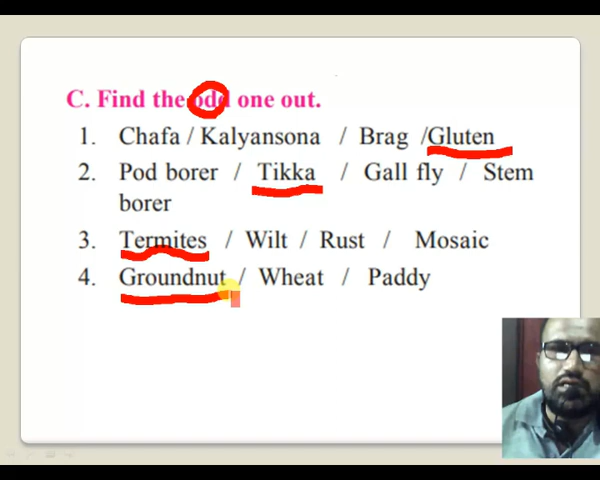 C. Find the odd one out.
1. Chafa / Kalyansona / Brag /Gluten
2. Pod borer / Tikka / Gall fly / Stem
borer
3. Termites / Wilt / Rust / Mosaic
4. Groundnut / Wheat / Paddy